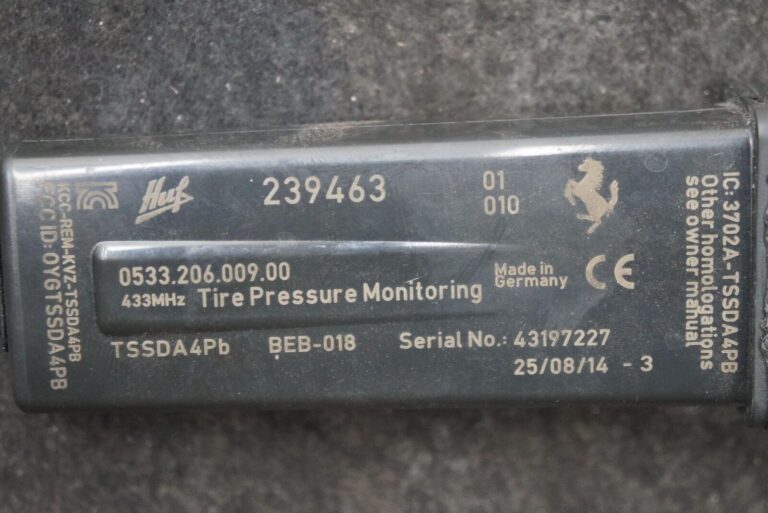 Huf
239463
01
010
0533.206.009.00
433MHz Tire Pressure Monitoring
Made in
Germany
CE
TSSDA4Pb BEB-018 Serial No.: 43197227
25/08/14 - 3
KCC-REM-KVZ-TSSDA4PB
FCC ID: OYGTSSDA4PB
IC: 3702A-TSSDA4PB
Other homologations
see owner manual